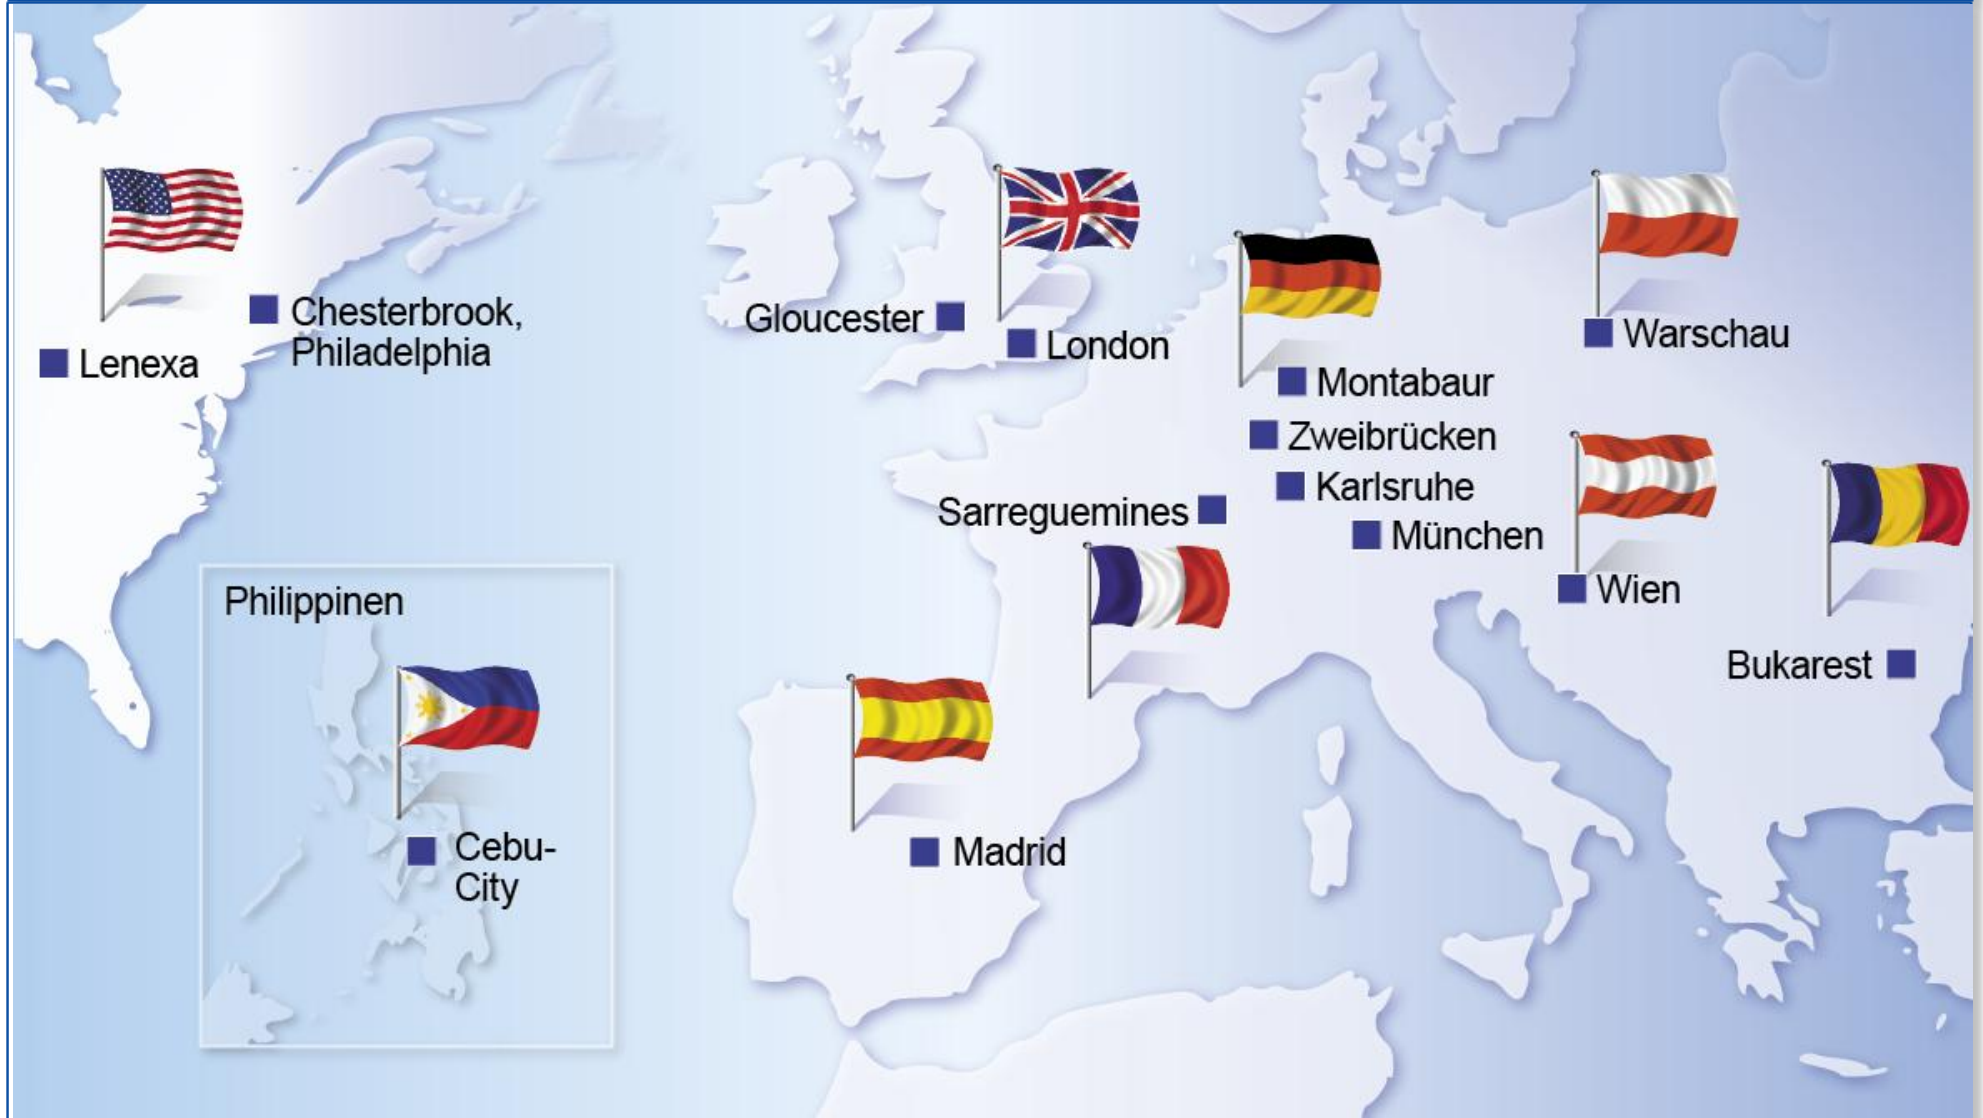 Chesterbrook,
Philadelphia
Lenexa
Gloucester
London
Warschau
Montabaur
Zweibrücken
Karlsruhe
Sarreguemines
München
Wien
Bukarest
Philippinen
Cebu-
City
Madrid